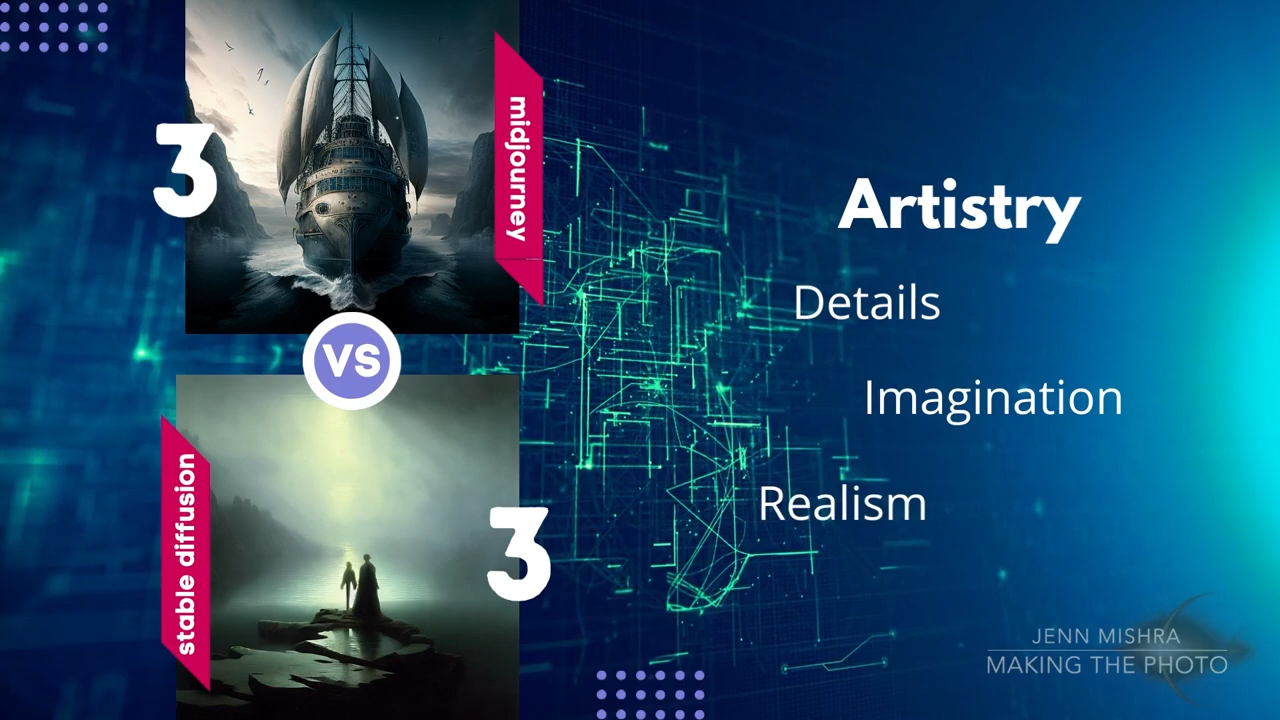 3
midjourney
VS
stable diffusion
3
Artistry
Details
Imagination
Realism
JENN MISHRA
MAKING THE PHOTO